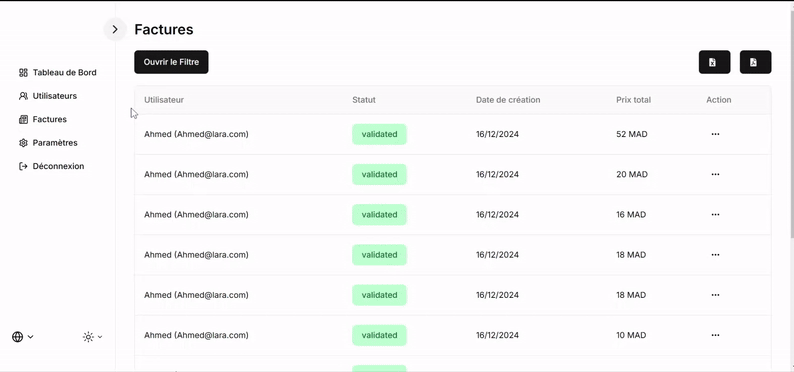 Factures
Ouvrir le Filtre
Tableau de Bord
Utilisateurs
Factures
Paramètres
Déconnexion
Utilisateur Statut Date de création Prix total Action
Ahmed (Ahmed@lara.com) validated 16/12/2024 52 MAD ...
Ahmed (Ahmed@lara.com) validated 16/12/2024 20 MAD ...
Ahmed (Ahmed@lara.com) validated 16/12/2024 16 MAD ...
Ahmed (Ahmed@lara.com) validated 16/12/2024 18 MAD ...
Ahmed (Ahmed@lara.com) validated 16/12/2024 18 MAD ...
Ahmed (Ahmed@lara.com) validated 16/12/2024 10 MAD ...